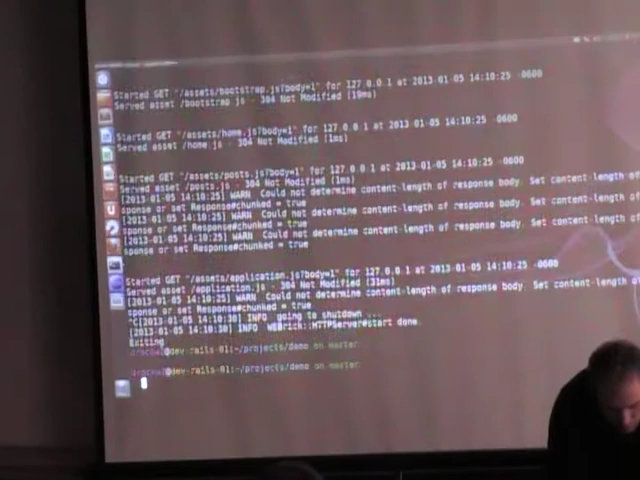 Started GET "/assets/bootstrap.js?body=1" for 127.0.0.1 at 2013-01-05 14:10:25 -0600
Served asset /bootstrap.js - 304 Not Modified (19ms)
Started GET "/assets/home.js?body=1" for 127.0.0.1 at 2013-01-05 14:10:25 -0600
Served asset /home.js - 304 Not Modified (1ms)
Started GET "/assets/posts.js?body=1" for 127.0.0.1 at 2013-01-05 14:10:25 -0600
Served asset /posts.js - 304 Not Modified (1ms)
[2013-01-05 14:10:25] WARN  Could not determine content-length of response body. Set content-length of
sponse or set Response#chunked = true
[2013-01-05 14:10:25] WARN  Could not determine content-length of response body. Set content-length of
sponse or set Response#chunked = true
[2013-01-05 14:10:25] WARN  Could not determine content-length of response body. Set content-length
sponse or set Response#chunked = true
Started GET "/assets/application.js?body=1" for 127.0.0.1 at 2013-01-05 14:10:25 -0600
Served asset /application.js - 304 Not Modified (31ms)
[2013-01-05 14:10:25] WARN  Could not determine content-length of response body. Set content-length of
sponse or set Response#chunked = true
^C[2013-01-05 14:10:30] INFO  going to shutdown ...
[2013-01-05 14:10:30] INFO  WEBrick::HTTPServer#start done.
Exiting
@dev-rails-01:~/projects/demo on master
@dev-rails-01:~/projects/demo on master